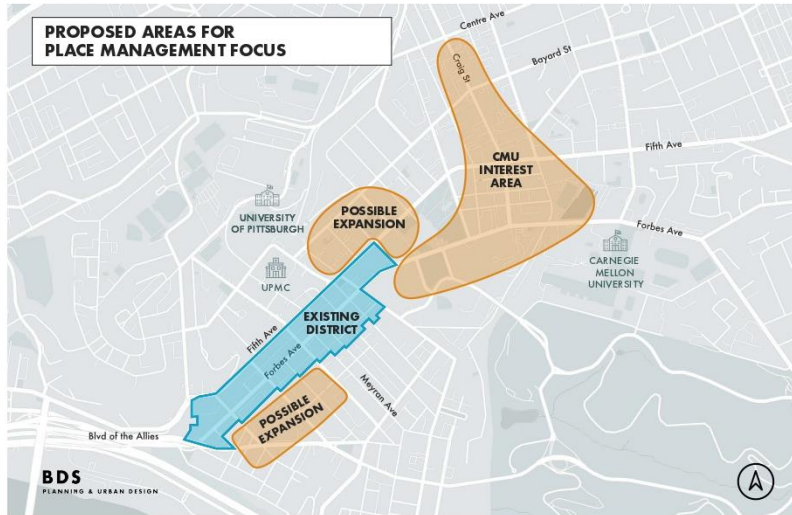 PROPOSED AREAS FOR
PLACE MANAGEMENT FOCUS
Centre Ave
Craig St
Bayard St
Fifth Ave
CMU
INTEREST
AREA
POSSIBLE
EXPANSION
UNIVERSITY
OF PITTSBURGH
Forbes Ave
CARNEGIE
MELLON
UNIVERSITY
UPMC
EXISTING
DISTRICT
Fifth Ave
Forbes Ave
Meyran Ave
POSSIBLE
EXPANSION
Blvd of the Allies
BDS
PLANNING & URBAN DESIGN
A